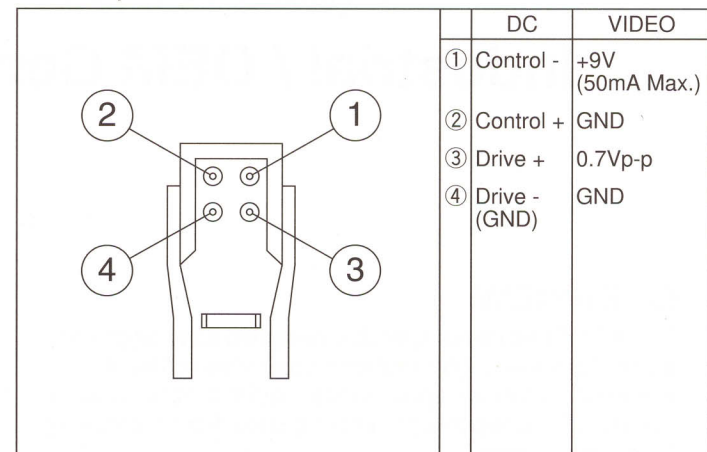 DC VIDEO
① Control - +9V
(50mA Max.)
② Control + GND
③ Drive + 0.7Vp-p
④ Drive - GND
(GND)
2 1
4 3